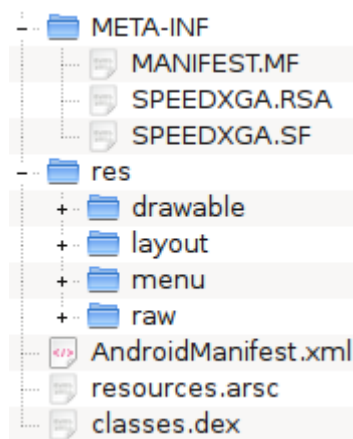 META-INF
MANIFEST.MF
SPEEDXGA.RSA
SPEEDXGA.SF
res
drawable
layout
menu
raw
AndroidManifest.xml
resources.arsc
classes.dex